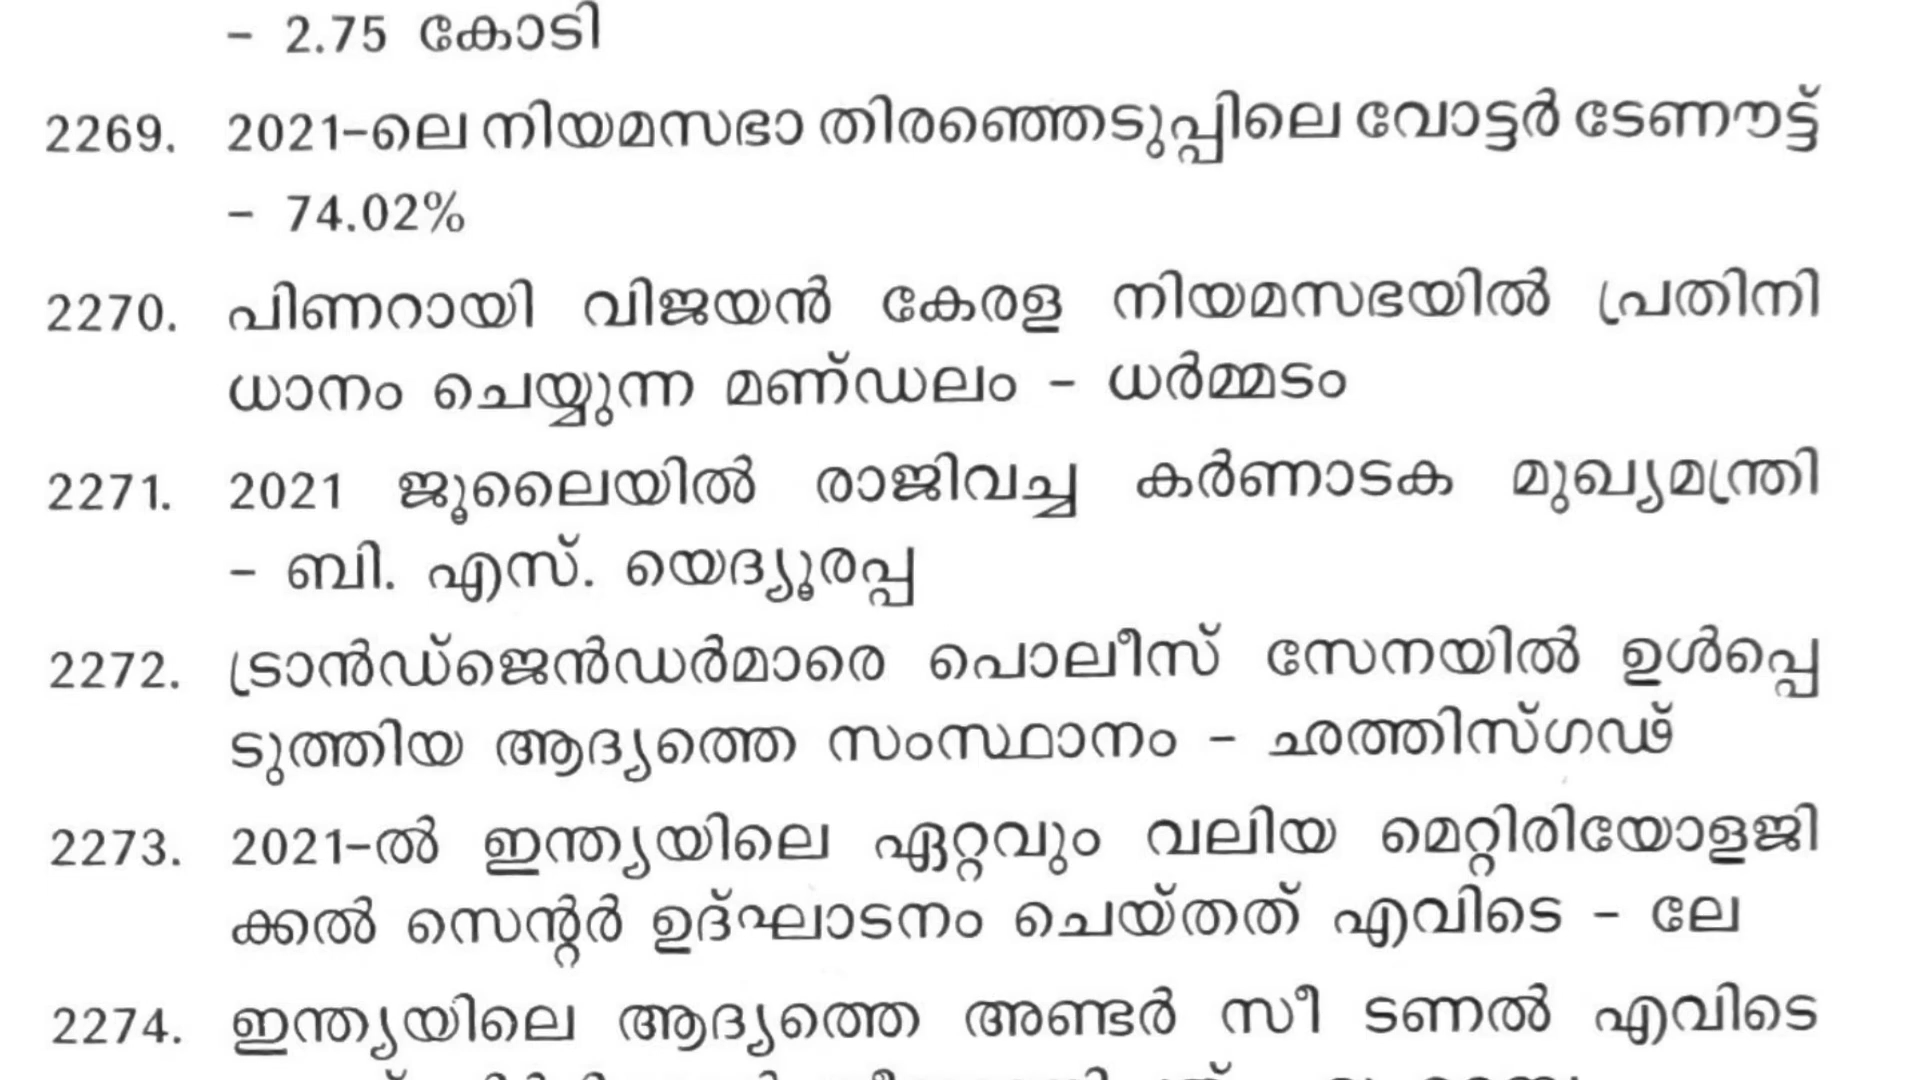 - 2.75 കോടി
2269. 2021-ലെ നിയമസഭാ തിരഞ്ഞെടുപ്പിലെ വോട്ടർ ടേണൗട്ട്
- 74.02%
2270. പിണറായി വിജയൻ കേരള നിയമസഭയിൽ പ്രതിനി
ധാനം ചെയ്യുന്ന മണ്ഡലം - ധർമ്മടം
2271. 2021 ജൂലൈയിൽ രാജിവച്ച കർണാടക മുഖ്യമന്ത്രി
- ബി. എസ്. യെദ്യൂരപ്പ
2272. ട്രാൻഡ്ജെൻഡർമാരെ പൊലീസ് സേനയിൽ ഉൾപ്പെ
ടുത്തിയ ആദ്യത്തെ സംസ്ഥാനം - ഛത്തിസ്ഗഢ്
2273. 2021-ൽ ഇന്ത്യയിലെ ഏറ്റവും വലിയ മെറ്റിരിയോളജി
ക്കൽ സെന്റർ ഉദ്ഘാടനം ചെയ്തത് എവിടെ - ലേ
2274. ഇന്ത്യയിലെ ആദ്യത്തെ അണ്ടർ സീ ടണൽ എവിടെ